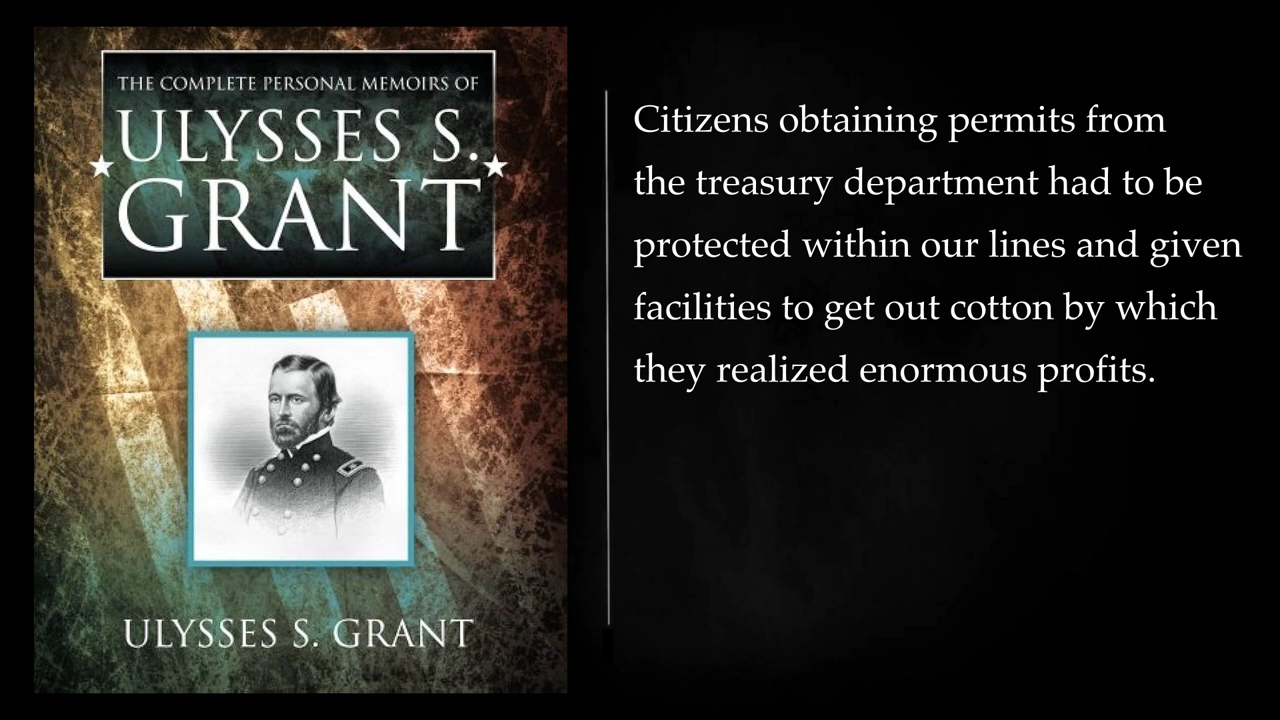 THE COMPLETE PERSONAL MEMOIRS OF
ULYSSES S.
GRANT
ULYSSES S. GRANT
Citizens obtaining permits from
the treasury department had to be
protected within our lines and given
facilities to get out cotton by which
they realized enormous profits.